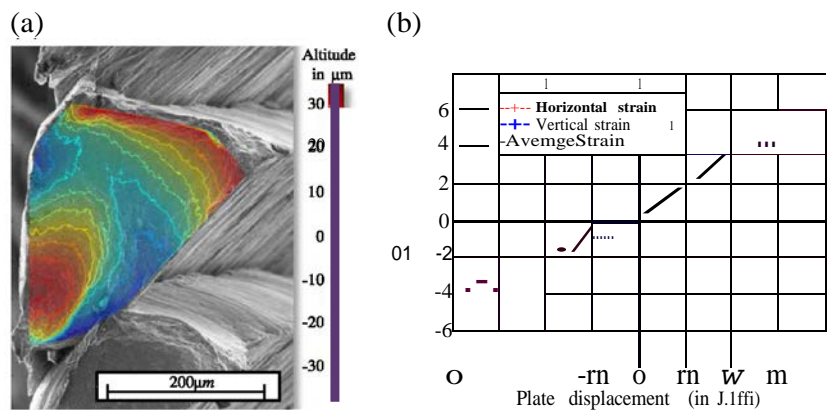 (a)
(b)
Altitude
in μm
30
20
10
0
-10
-20
-30
200μm
l l
Horizontal strain
Vertical strain l
-AvemgeStrain
6
4
2
0
-2
-4
-6
01
o -rn o rn w m
Plate displacement (in J.1ffi)